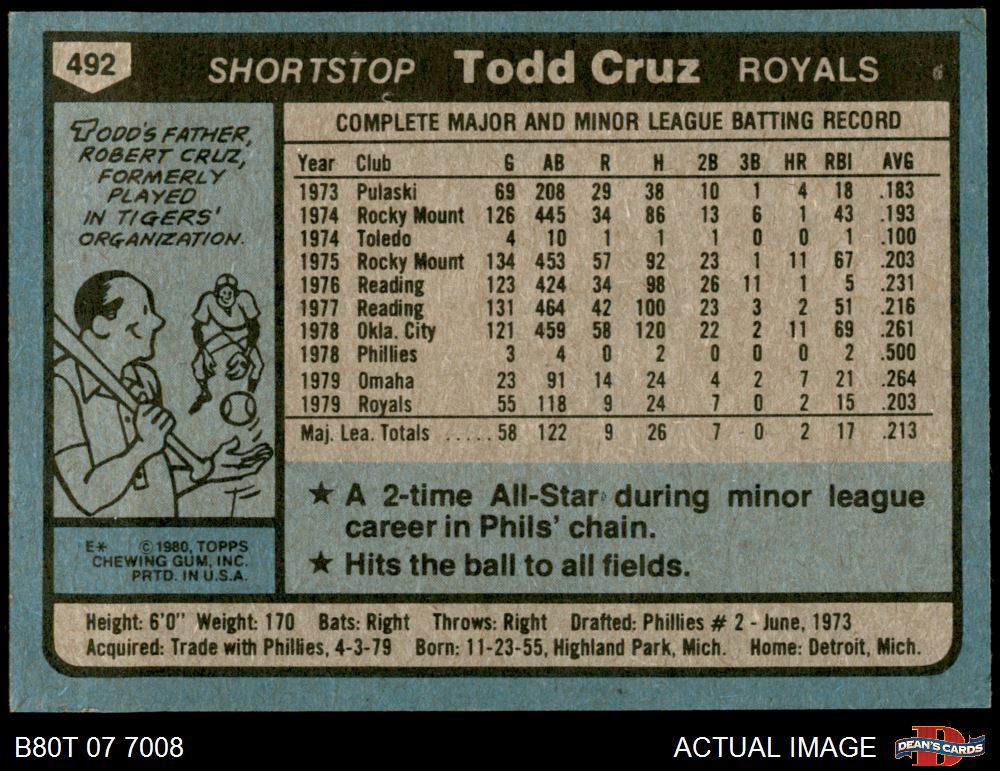 492
SHORTSTOP Todd Cruz ROYALS
TODD'S FATHER,
ROBERT CRUZ,
FORMERLY
PLAYED
IN TIGERS'
ORGANIZATION.
COMPLETE MAJOR AND MINOR LEAGUE BATTING RECORD
Year Club G AB R H 2B 3B HR RBI AVG
1973 Pulaski 69 208 29 38 10 1 4 18 .183
1974 Rocky Mount 126 445 34 86 13 6 1 43 .193
1974 Toledo 4 10 1 1 1 0 0 1 .100
1975 Rocky Mount 134 453 57 92 23 1 11 67 .203
1976 Reading 123 424 34 98 26 11 1 5 .231
1977 Reading 131 464 42 100 23 3 2 51 .216
1978 Okla. City 121 459 58 120 22 2 11 69 .261
1978 Phillies 3 4 0 2 0 0 0 2 .500
1979 Omaha 23 91 14 24 4 2 7 21 .264
1979 Royals 55 118 9 24 7 0 2 15 .203
Maj. Lea. Totals ..... 58 122 9 26 7 0 2 17 .213
★ A 2-time All-Star during minor league
career in Phils' chain.
★ Hits the ball to all fields.
E* © 1980, TOPPS
CHEWING GUM, INC.
PRTD. IN U.S.A.
Height: 6'0" Weight: 170 Bats: Right Throws: Right Drafted: Phillies # 2 - June, 1973
Acquired: Trade with Phillies, 4-3-79 Born: 11-23-55, Highland Park, Mich. Home: Detroit, Mich.
B80T 07 7008
ACTUAL IMAGE
D
DEAN'S CARDS